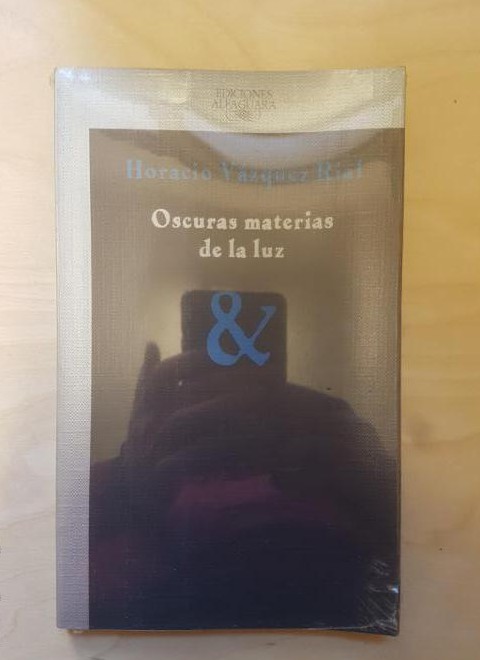 EDICIONES
ALFAGUARA
Horacio Vázquez Rial
Oscuras materias
de la luz
&